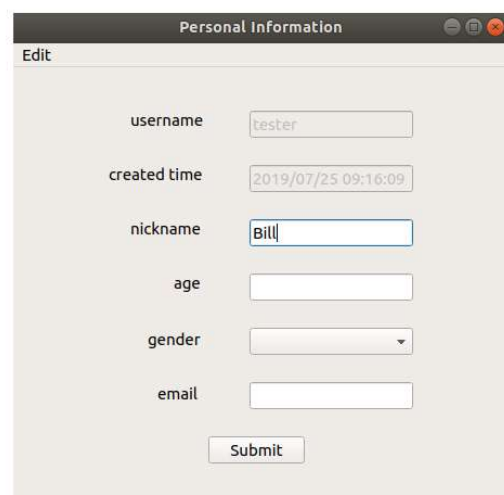 Personal Information
Edit
username tester
created time 2019/07/25 09:16:09
nickname Bill
age
gender
email
Submit